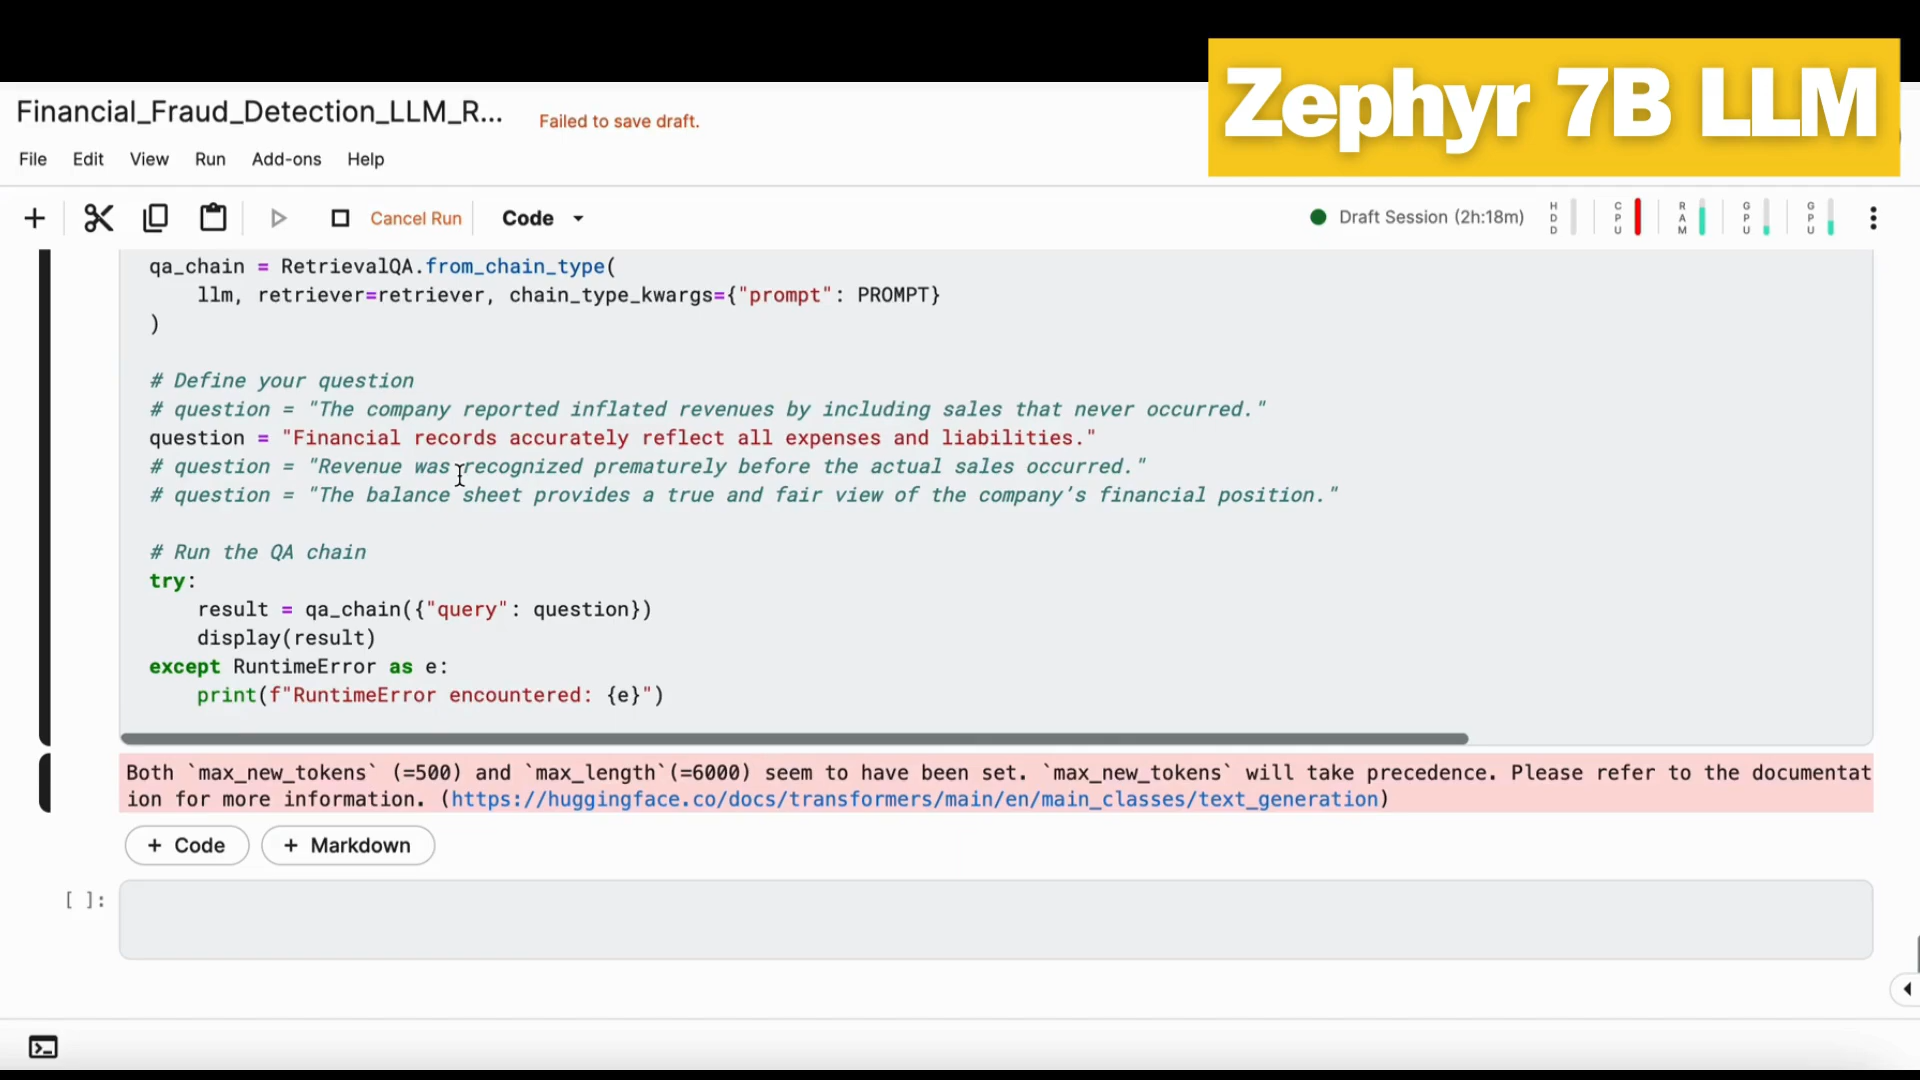 Zephyr 7B LLM
Financial_Fraud_Detection_LLM_R...
Failed to save draft.
File Edit View Run Add-ons Help
Cancel Run
Code
Draft Session (2h:18m)
HDD
CPU
RAM
GPU
GPU
qa_chain = RetrievalQA.from_chain_type(
    llm, retriever=retriever, chain_type_kwargs={"prompt": PROMPT}
)
# Define your question
# question = "The company reported inflated revenues by including sales that never occurred."
question = "Financial records accurately reflect all expenses and liabilities."
# question = "Revenue was recognized prematurely before the actual sales occurred."
# question = "The balance sheet provides a true and fair view of the company’s financial position."
# Run the QA chain
try:
    result = qa_chain({"query": question})
    display(result)
except RuntimeError as e:
    print(f"RuntimeError encountered: {e}")
Both `max_new_tokens` (=500) and `max_length`(=6000) seem to have been set. `max_new_tokens` will take precedence. Please refer to the documentat
ion for more information. (https://huggingface.co/docs/transformers/main/en/main_classes/text_generation)
+ Code + Markdown
[ ]: